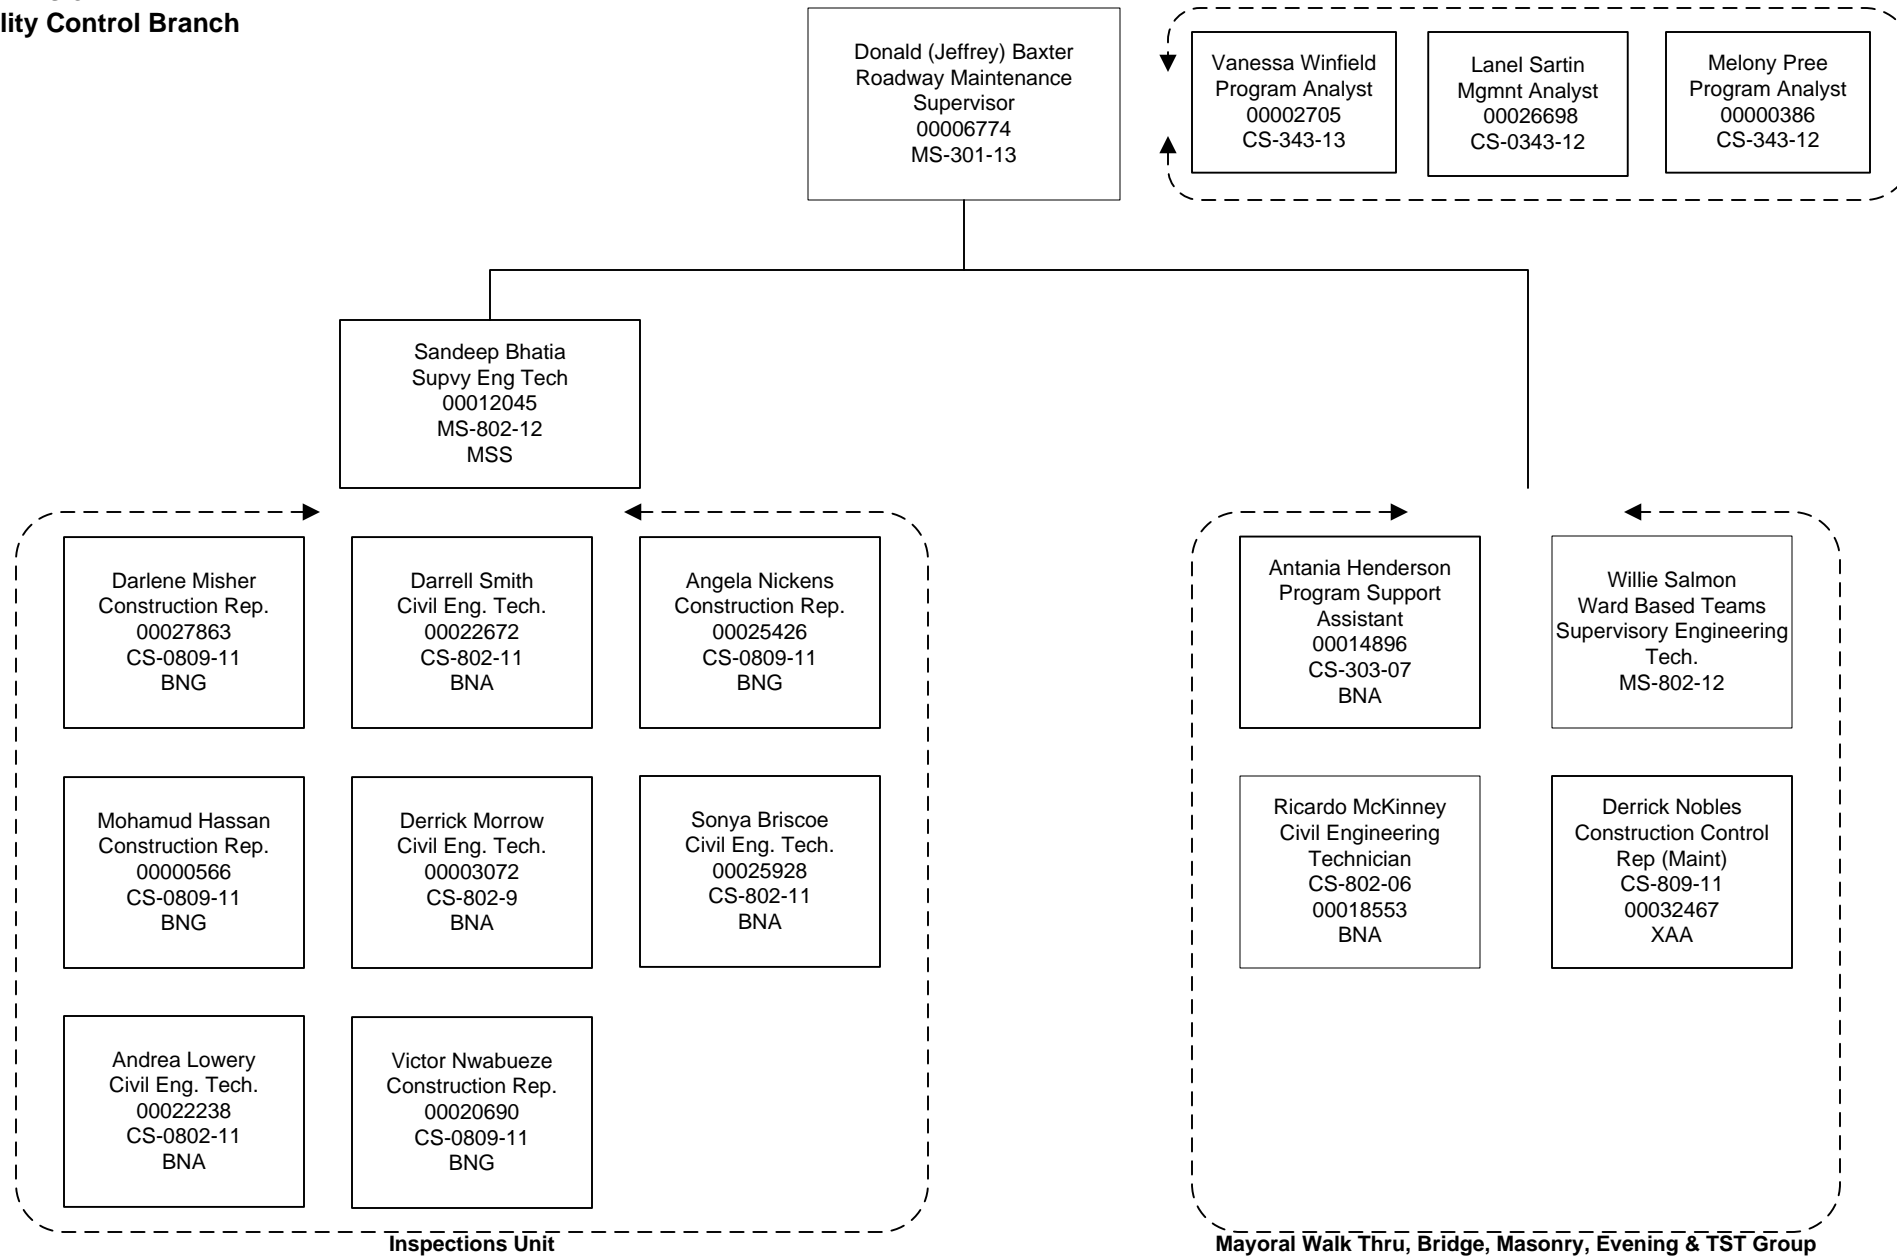 lity Control Branch
Donald (Jeffrey) Baxter
Roadway Maintenance
Supervisor
00006774
MS-301-13
Vanessa Winfield
Program Analyst
00002705
CS-343-13
Lanel Sartin
Mgmnt Analyst
00026698
CS-0343-12
Melony Pree
Program Analyst
00000386
CS-343-12
Sandeep Bhatia
Supvy Eng Tech
00012045
MS-802-12
MSS
Darlene Misher
Construction Rep.
00027863
CS-0809-11
BNG
Darrell Smith
Civil Eng. Tech.
00022672
CS-802-11
BNA
Angela Nickens
Construction Rep.
00025426
CS-0809-11
BNG
Mohamud Hassan
Construction Rep.
00000566
CS-0809-11
BNG
Derrick Morrow
Civil Eng. Tech.
00003072
CS-802-9
BNA
Sonya Briscoe
Civil Eng. Tech.
00025928
CS-802-11
BNA
Andrea Lowery
Civil Eng. Tech.
00022238
CS-0802-11
BNA
Victor Nwabueze
Construction Rep.
00020690
CS-0809-11
BNG
Inspections Unit
Antania Henderson
Program Support
Assistant
00014896
CS-303-07
BNA
Willie Salmon
Ward Based Teams
Supervisory Engineering
Tech.
MS-802-12
Ricardo McKinney
Civil Engineering
Technician
CS-802-06
00018553
BNA
Derrick Nobles
Construction Control
Rep (Maint)
CS-809-11
00032467
XAA
Mayoral Walk Thru, Bridge, Masonry, Evening & TST Group